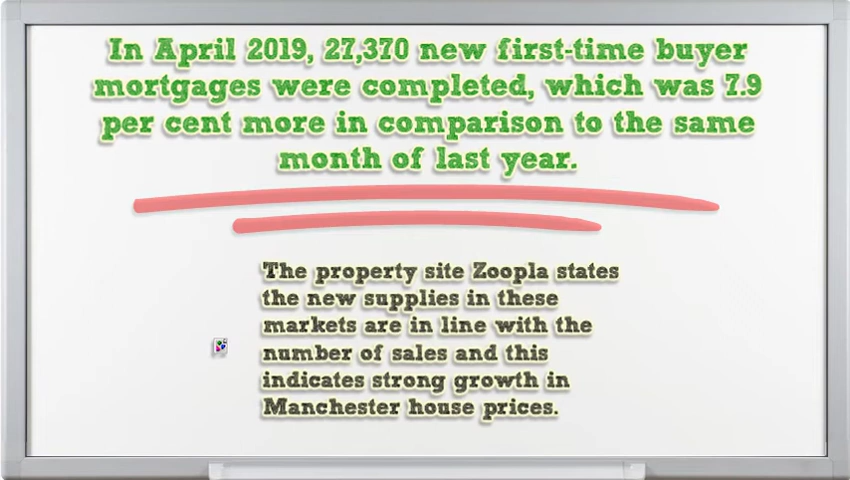 In April 2019, 27,370 new first-time buyer
mortgages were completed, which was 7.9
per cent more in comparison to the same
month of last year.
The property site Zoopla states
the new supplies in these
markets are in line with the
number of sales and this
indicates strong growth in
Manchester house prices.